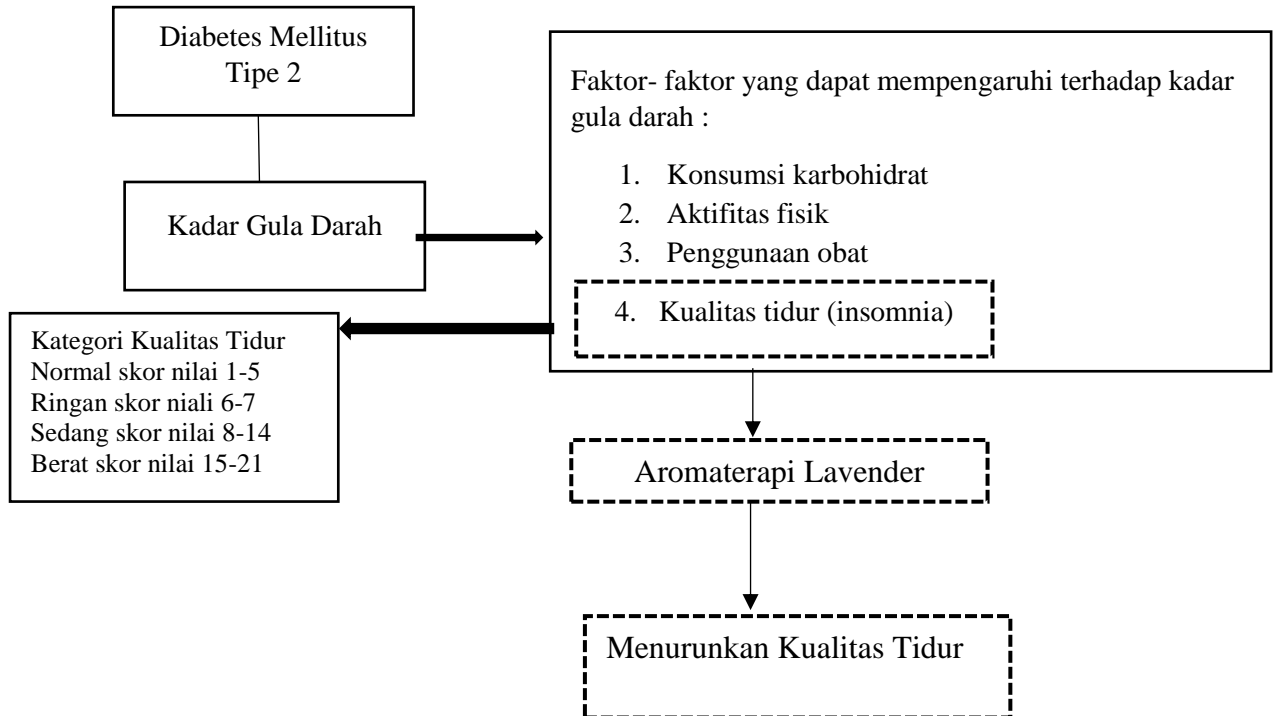 Diabetes Mellitus
Tipe 2
Faktor- faktor yang dapat mempengaruhi terhadap kadar
gula darah :
1. Konsumsi karbohidrat
2. Aktifitas fisik
3. Penggunaan obat
4. Kualitas tidur (insomnia)
Kadar Gula Darah
Kategori Kualitas Tidur
Normal skor nilai 1-5
Ringan skor niali 6-7
Sedang skor nilai 8-14
Berat skor nilai 15-21
Aromaterapi Lavender
Menurunkan Kualitas Tidur